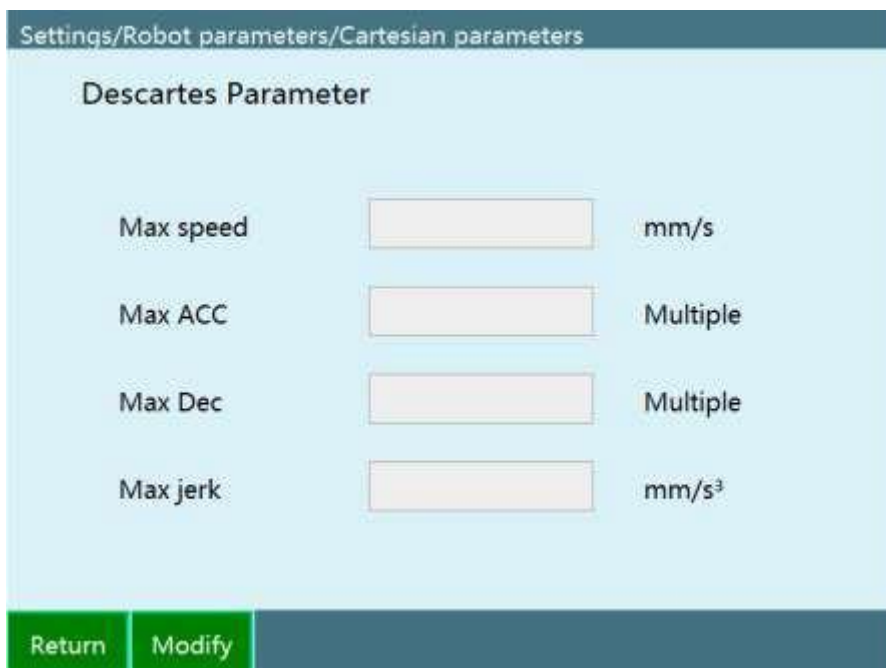 Settings/Robot parameters/Cartesian parameters
Descartes Parameter
Max speed mm/s
Max ACC Multiple
Max Dec Multiple
Max jerk mm/s³
Return Modify